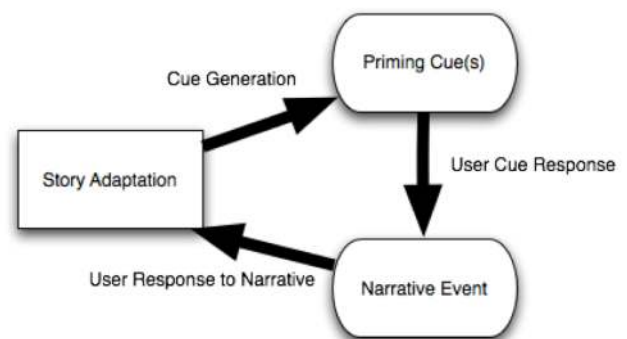 Priming Cue(s)
Cue Generation
User Cue Response
Story Adaptation
User Response to Narrative
Narrative Event